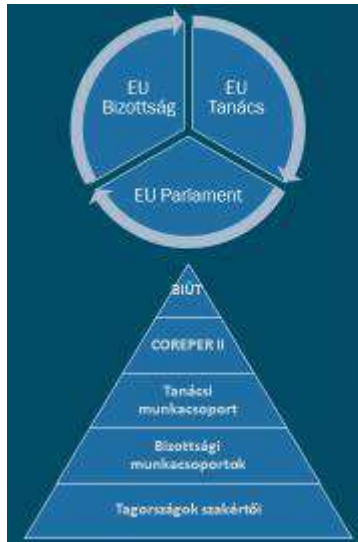 EU
Bizottság
EU
Tanács
EU Parlament
BIÜT
COREPER II
Tanácsi
munkacsoport
Bizottsági
munkacsoportok
Tagországok szakértői